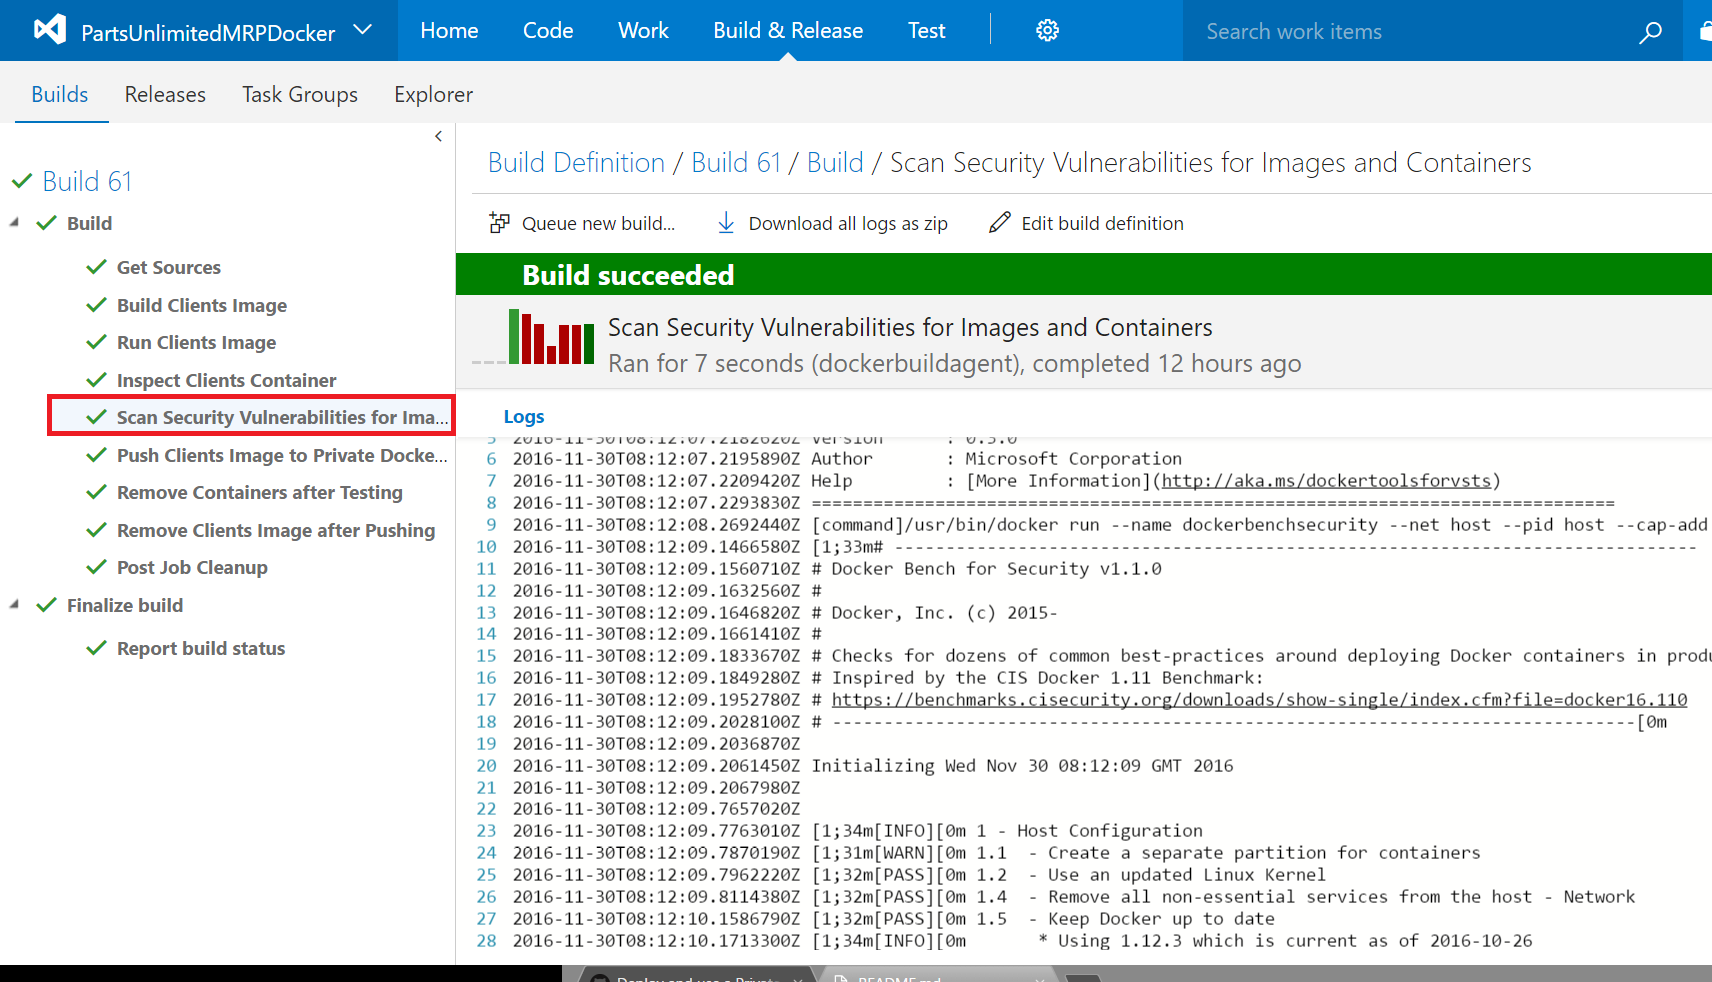 PartsUnlimitedMRPDocker
Home Code Work Build & Release Test
Search work items
Builds Releases Task Groups Explorer
Build 61
Build
Get Sources
Build Clients Image
Run Clients Image
Inspect Clients Container
Scan Security Vulnerabilities for Ima...
Push Clients Image to Private Docke...
Remove Containers after Testing
Remove Clients Image after Pushing
Post Job Cleanup
Finalize build
Report build status
Build Definition / Build 61 / Build / Scan Security Vulnerabilities for Images and Containers
Queue new build... Download all logs as zip Edit build definition
Build succeeded
Scan Security Vulnerabilities for Images and Containers
Ran for 7 seconds (dockerbuildagent), completed 12 hours ago
Logs
5 2016-11-30T08:12:07.2182620Z Version : 0.3.0
6 2016-11-30T08:12:07.2195890Z Author : Microsoft Corporation
7 2016-11-30T08:12:07.2209420Z Help : [More Information](http://aka.ms/dockertoolsforvsts)
8 2016-11-30T08:12:07.2293830Z ==============================================================================
9 2016-11-30T08:12:08.2692440Z [command]/usr/bin/docker run --name dockerbenchsecurity --net host --pid host --cap-add
10 2016-11-30T08:12:09.1466580Z [1;33m# ------------------------------------------------------------------------------
11 2016-11-30T08:12:09.1560710Z # Docker Bench for Security v1.1.0
12 2016-11-30T08:12:09.1632560Z #
13 2016-11-30T08:12:09.1646820Z # Docker, Inc. (c) 2015-
14 2016-11-30T08:12:09.1661410Z #
15 2016-11-30T08:12:09.1833670Z # Checks for dozens of common best-practices around deploying Docker containers in produ
16 2016-11-30T08:12:09.1849280Z # Inspired by the CIS Docker 1.11 Benchmark:
17 2016-11-30T08:12:09.1952780Z # https://benchmarks.cisecurity.org/downloads/show-single/index.cfm?file=docker16.110
18 2016-11-30T08:12:09.2028100Z # ------------------------------------------------------------------------------[0m
19 2016-11-30T08:12:09.2036870Z
20 2016-11-30T08:12:09.2061450Z Initializing Wed Nov 30 08:12:09 GMT 2016
21 2016-11-30T08:12:09.2067980Z
22 2016-11-30T08:12:09.7657020Z
23 2016-11-30T08:12:09.7763010Z [1;34m[INFO][0m 1 - Host Configuration
24 2016-11-30T08:12:09.7870190Z [1;31m[WARN][0m 1.1 - Create a separate partition for containers
25 2016-11-30T08:12:09.7962220Z [1;32m[PASS][0m 1.2 - Use an updated Linux Kernel
26 2016-11-30T08:12:09.8114380Z [1;32m[PASS][0m 1.4 - Remove all non-essential services from the host - Network
27 2016-11-30T08:12:10.1586790Z [1;32m[PASS][0m 1.5 - Keep Docker up to date
28 2016-11-30T08:12:10.1713300Z [1;34m[INFO][0m * Using 1.12.3 which is current as of 2016-10-26
Deploy and use a Private README.md